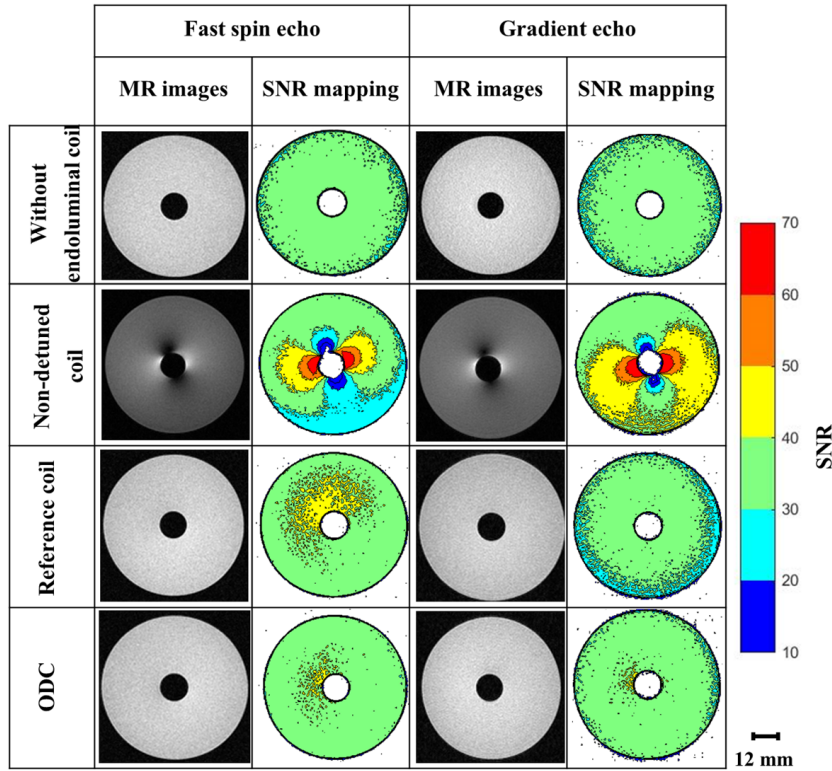 Fast spin echo
Gradient echo
MR images
SNR mapping
MR images
SNR mapping
Without
endoluminal coil
Non-detuned
coil
Reference coil
ODC
70
60
50
40
30
20
10
SNR
12 mm